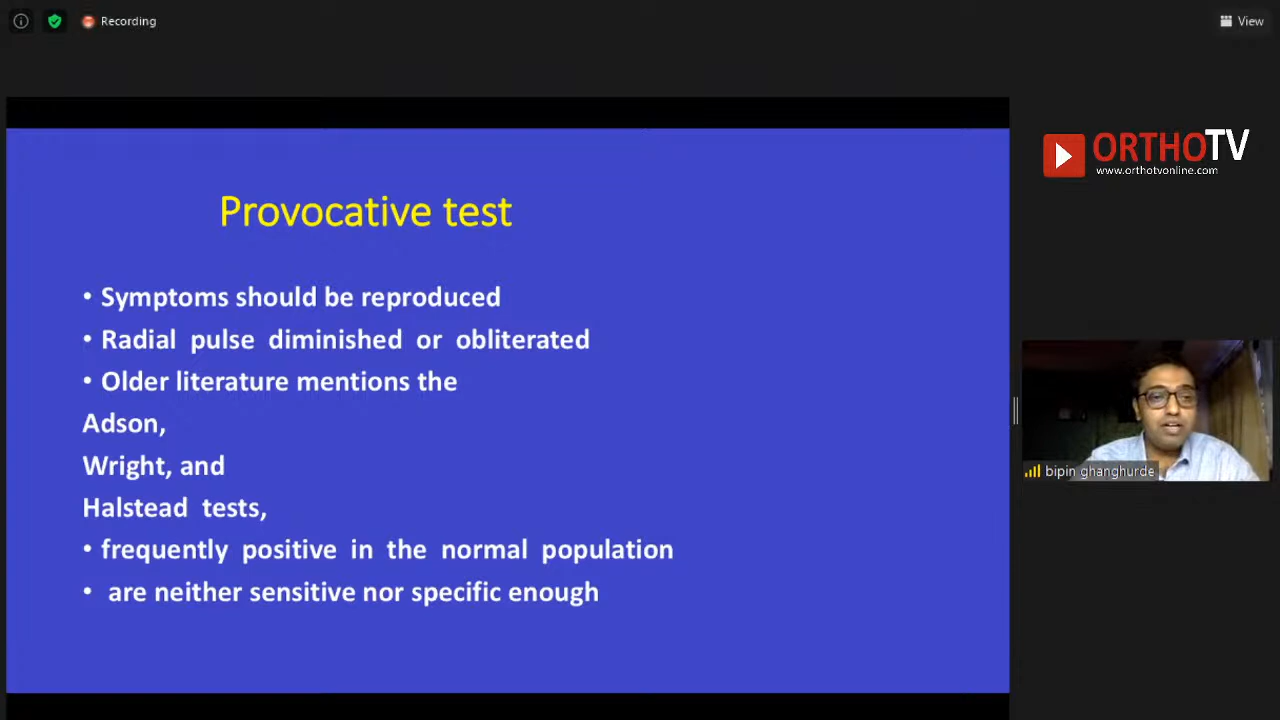 Recording
View
ORTHOTV
www.orthotvonline.com
Provocative test
• Symptoms should be reproduced
• Radial pulse diminished or obliterated
• Older literature mentions the
Adson,
Wright, and
Halstead tests,
• frequently positive in the normal population
• are neither sensitive nor specific enough
bipin ghanghurde